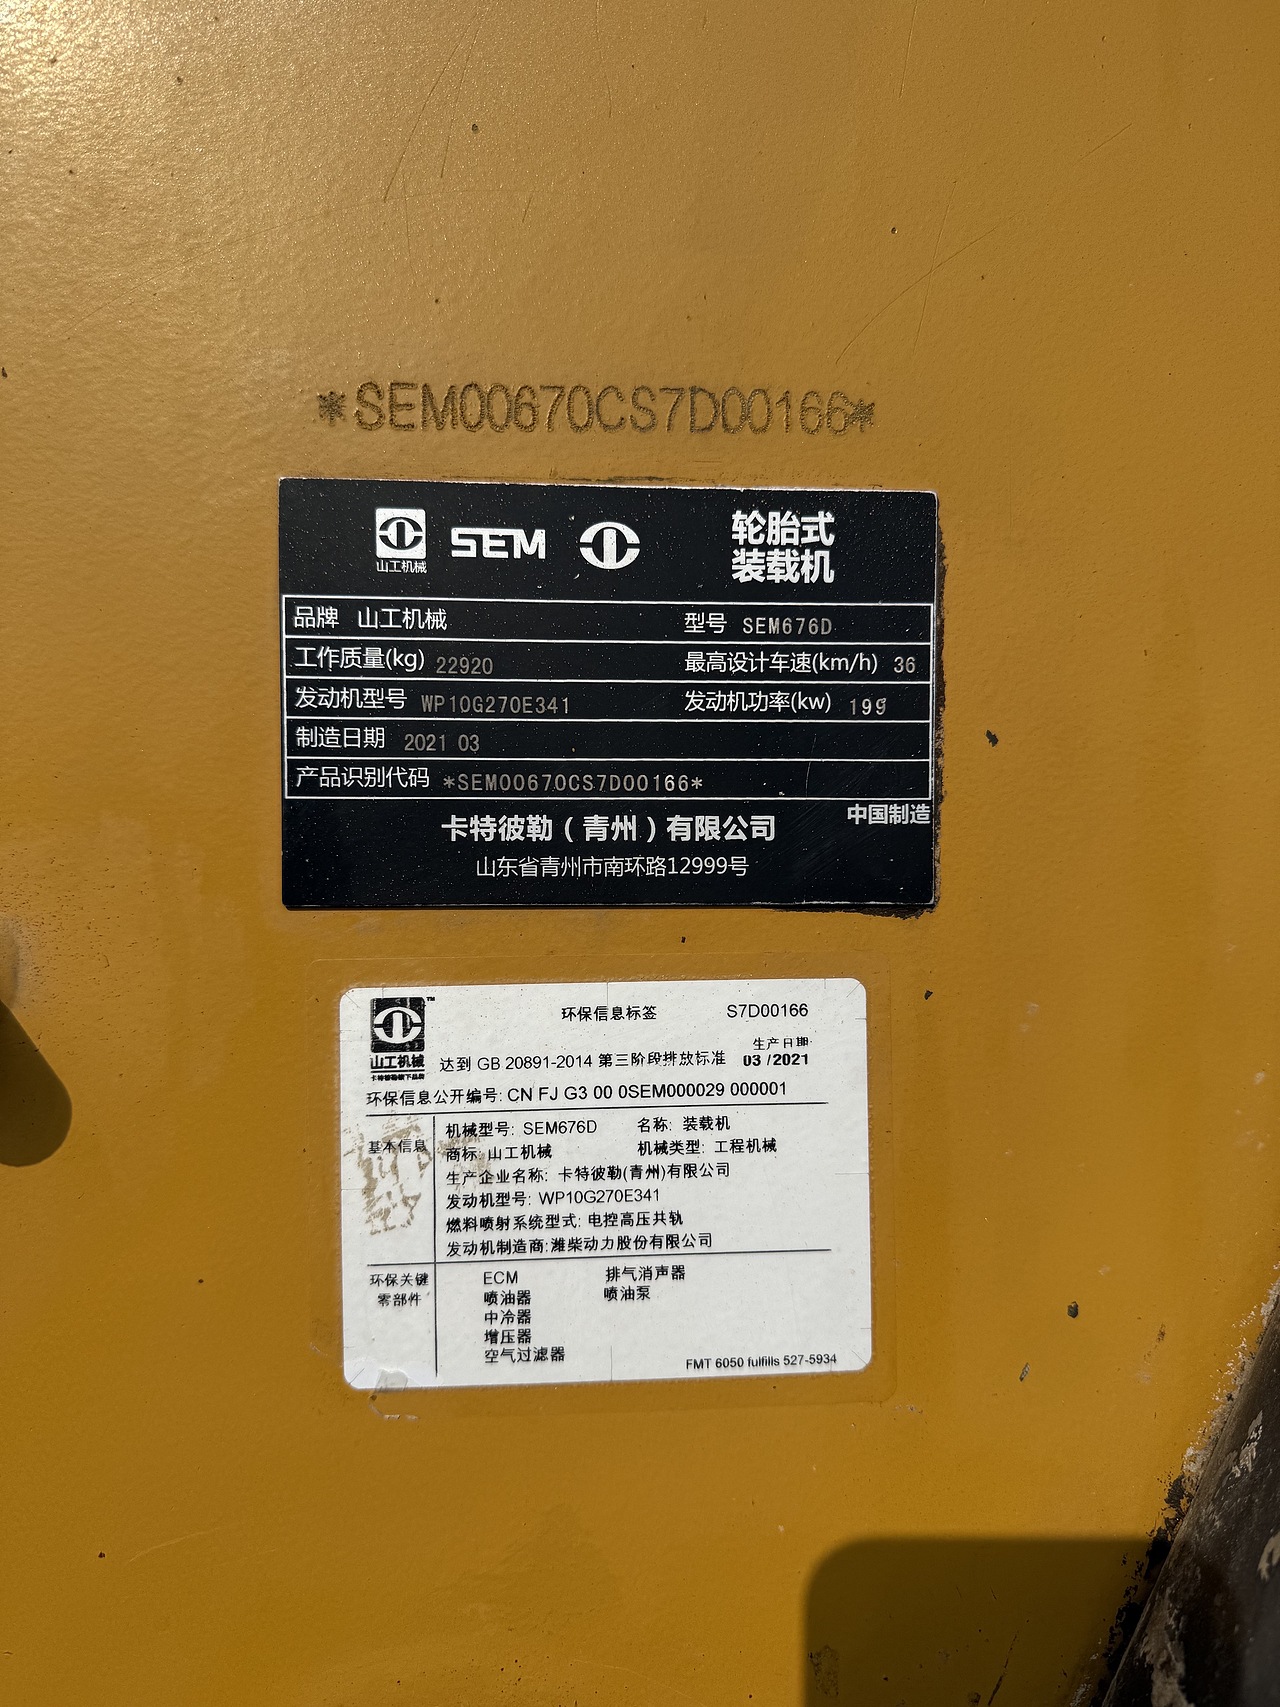 *SEM00670CS7D00166*
山工机械
SEM
轮胎式
装载机
品牌 山工机械 型号 SEM676D
工作质量(kg) 22920 最高设计车速(km/h) 36
发动机型号 WP10G270E341 发动机功率(kw) 199
制造日期 2021 03
产品识别代码 *SEM00670CS7D00166*
中国制造
卡特彼勒（青州）有限公司
山东省青州市南环路12999号
山工机械
卡特彼勒旗下品牌
TM
环保信息标签 S7D00166
生产日期
达到 GB 20891-2014 第三阶段排放标准 03/2021
环保信息公开编号: CN FJ G3 00 0SEM000029 000001
基本信息
机械型号: SEM676D 名称: 装载机
商标: 山工机械 机械类型: 工程机械
生产企业名称: 卡特彼勒(青州)有限公司
发动机型号: WP10G270E341
燃料喷射系统型式: 电控高压共轨
发动机制造商:潍柴动力股份有限公司
环保关键
零部件
ECM 排气消声器
喷油器 喷油泵
中冷器
增压器
空气过滤器
FMT 6050 fulfills 527-5934